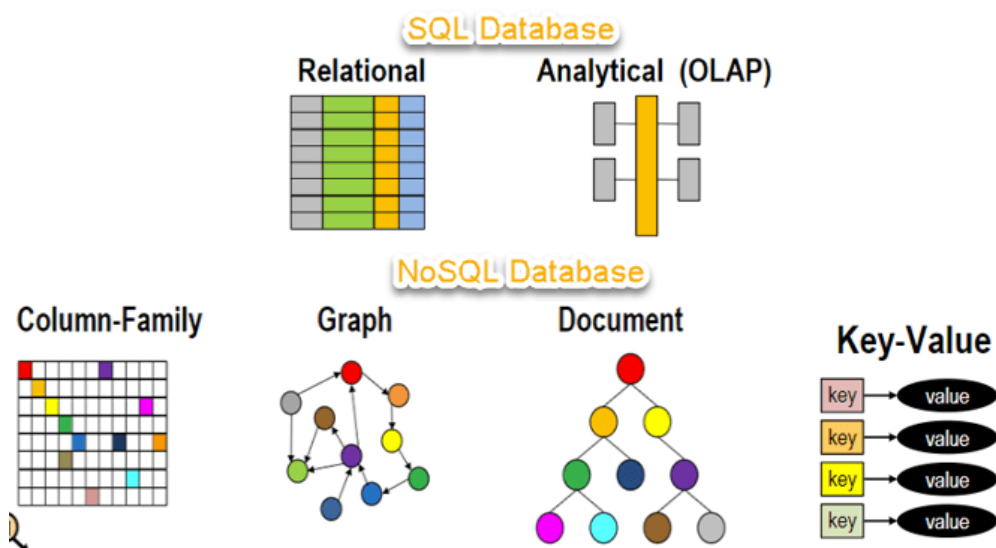 SQL Database
Relational
Analytical (OLAP)
NoSQL Database
Column-Family
Graph
Document
Key-Value
key value
key value
key value
key value